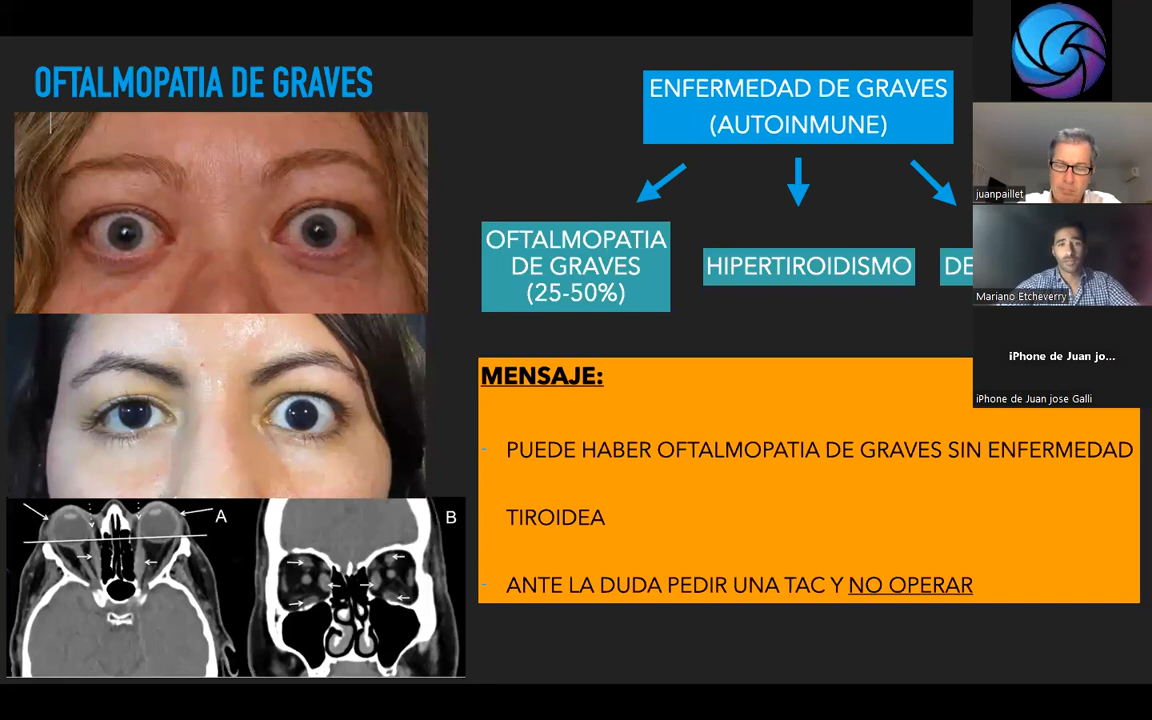 OFTALMOPATIA DE GRAVES
ENFERMEDAD DE GRAVES
(AUTOINMUNE)
OFTALMOPATIA
DE GRAVES
(25-50%)
HIPERTIROIDISMO
DE
MENSAJE:
- PUEDE HABER OFTALMOPATIA DE GRAVES SIN ENFERMEDAD
TIROIDEA
- ANTE LA DUDA PEDIR UNA TAC Y NO OPERAR
A
B
juanpaillet
Mariano Etcheverry
iPhone de Juan jo...
iPhone de Juan jose Galli